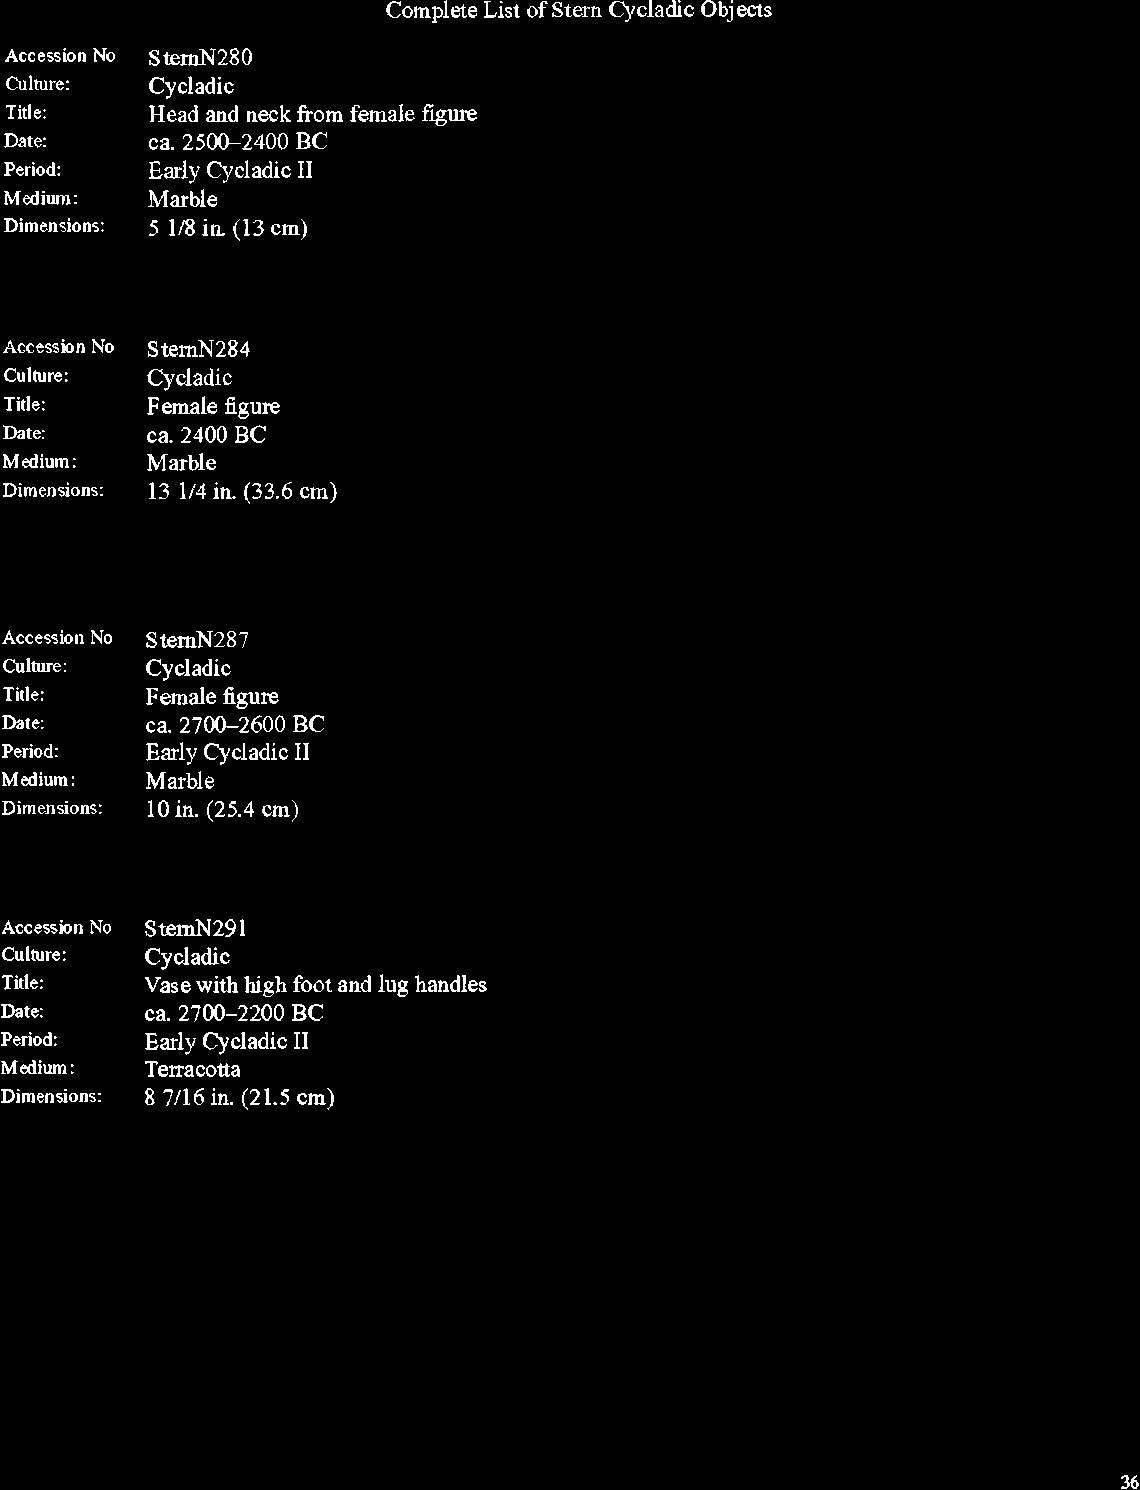 Complete List of Stern Cycladic Objects
Accession No SternN280
Culture: Cycladic
Title: Head and neck from female figure
Date: ca. 2500–2400 BC
Period: Early Cycladic II
Medium: Marble
Dimensions: 5 1/8 in. (13 cm)
Accession No SternN284
Culture: Cycladic
Title: Female figure
Date: ca. 2400 BC
Medium: Marble
Dimensions: 13 1/4 in. (33.6 cm)
Accession No SternN287
Culture: Cycladic
Title: Female figure
Date: ca. 2700–2600 BC
Period: Early Cycladic II
Medium: Marble
Dimensions: 10 in. (25.4 cm)
Accession No SternN291
Culture: Cycladic
Title: Vase with high foot and lug handles
Date: ca. 2700–2200 BC
Period: Early Cycladic II
Medium: Terracotta
Dimensions: 8 7/16 in. (21.5 cm)
36